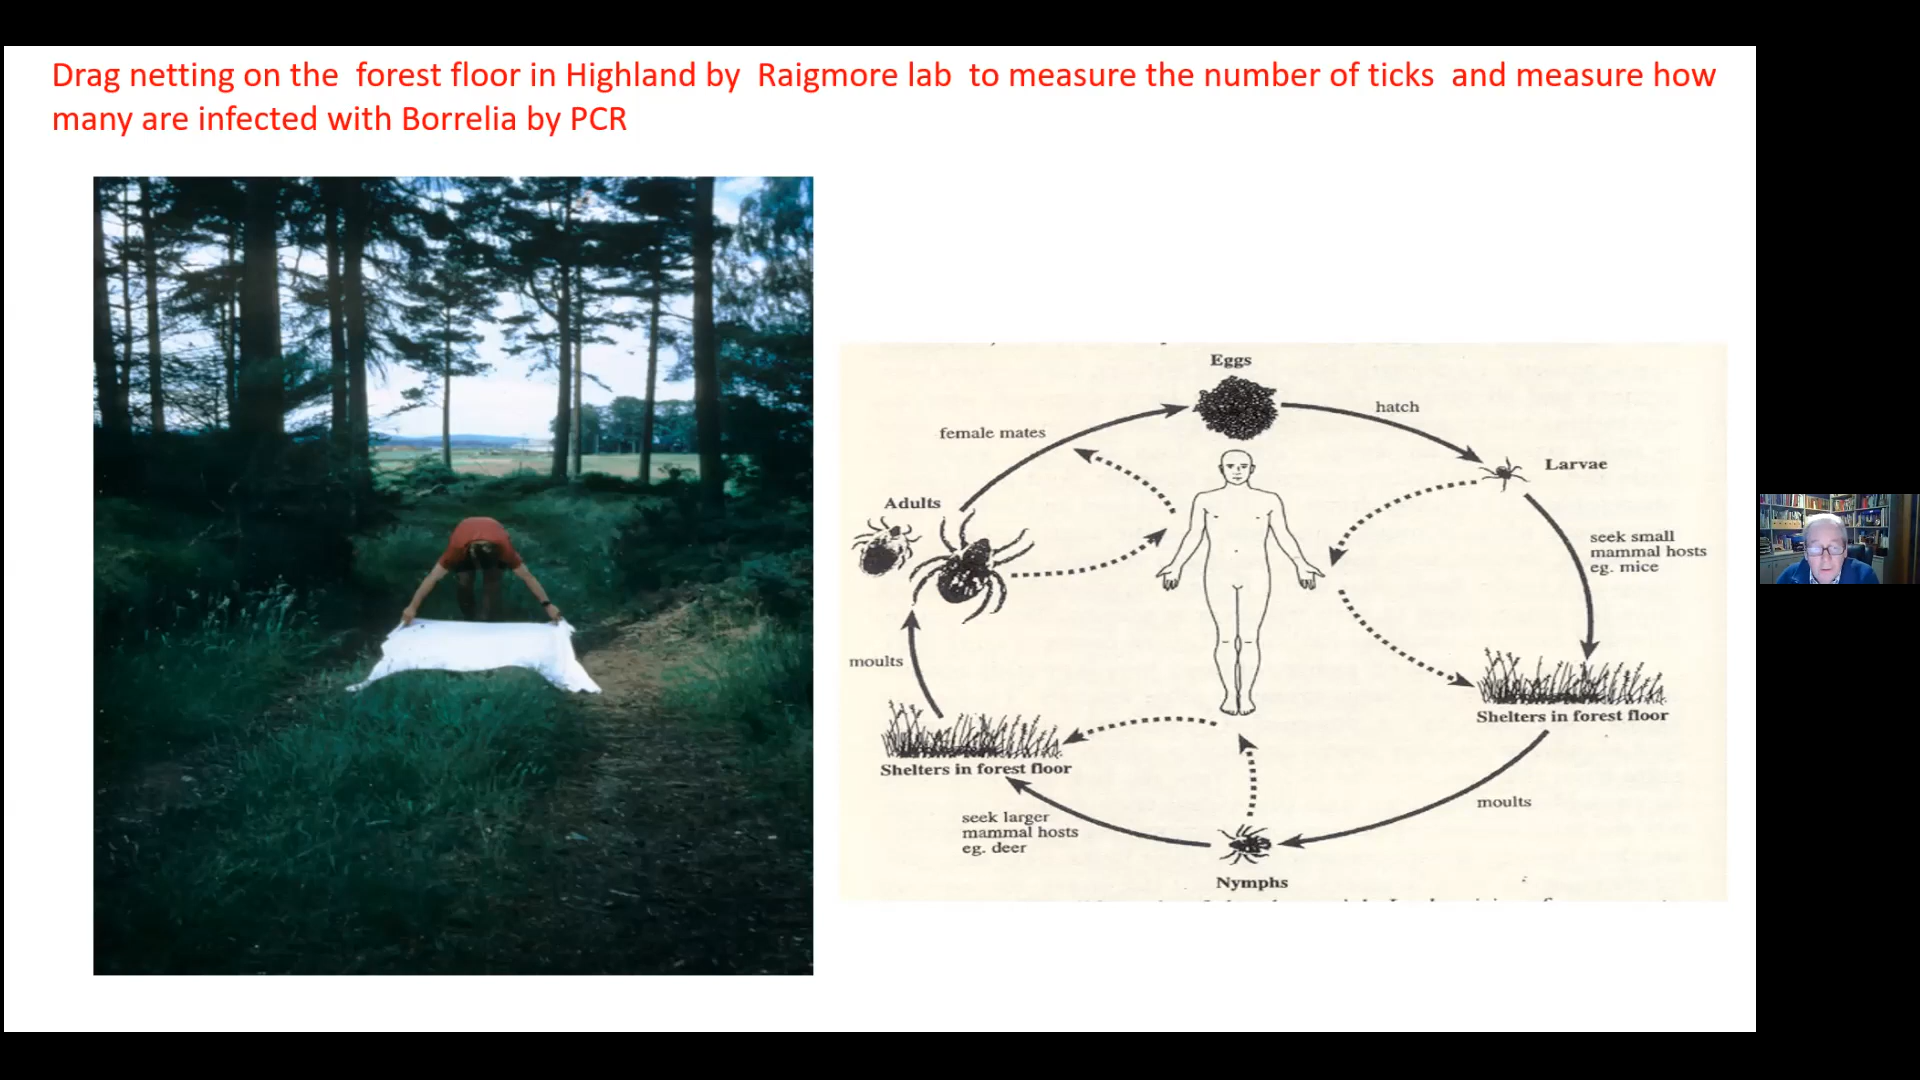 Drag netting on the  forest floor in Highland by  Raigmore lab  to measure the number of ticks  and measure how
many are infected with Borrelia by PCR
Eggs
hatch
female mates
Larvae
Adults
seek small
mammal hosts
eg. mice
moults
Shelters in forest floor
Shelters in forest floor
moults
seek larger
mammal hosts
eg. deer
Nymphs